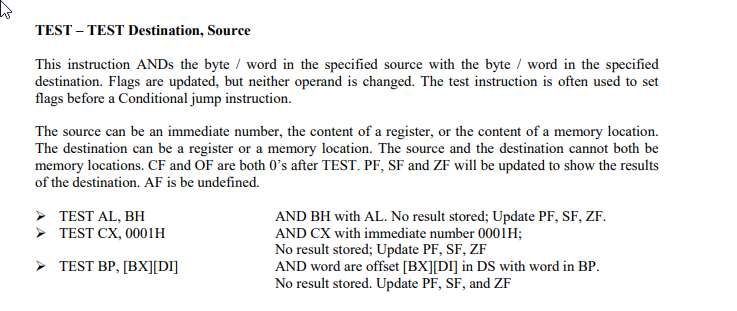 TEST – TEST Destination, Source
This instruction ANDs the byte / word in the specified source with the byte / word in the specified
destination. Flags are updated, but neither operand is changed. The test instruction is often used to set
flags before a Conditional jump instruction.
The source can be an immediate number, the content of a register, or the content of a memory location.
The destination can be a register or a memory location. The source and the destination cannot both be
memory locations. CF and OF are both 0’s after TEST. PF, SF and ZF will be updated to show the results
of the destination. AF is be undefined.
➢ TEST AL, BH AND BH with AL. No result stored; Update PF, SF, ZF.
➢ TEST CX, 0001H AND CX with immediate number 0001H;
No result stored; Update PF, SF, ZF
➢ TEST BP, [BX][DI] AND word are offset [BX][DI] in DS with word in BP.
No result stored. Update PF, SF, and ZF